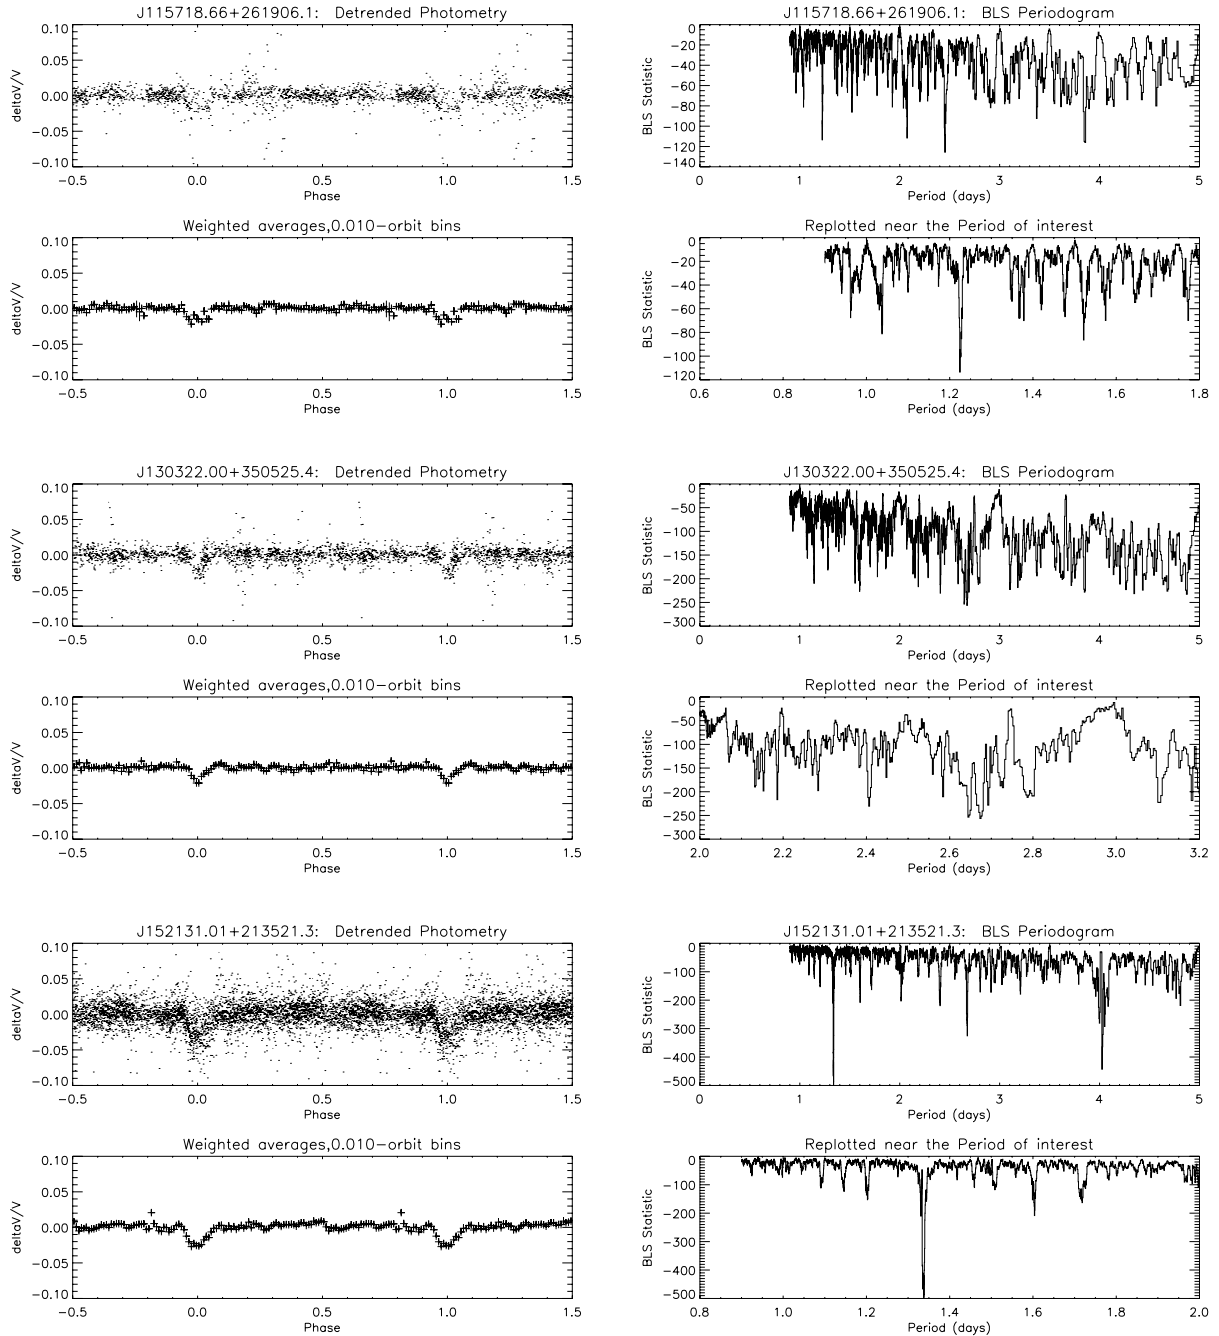 J115718.66+261906.1: Detrended Photometry
0.10
0.05
0.00
−0.05
−0.10
deltaV/V
−0.5 0.0 0.5 1.0 1.5
Phase
J115718.66+261906.1: BLS Periodogram
0
−20
−40
−60
−80
−100
−120
−140
BLS Statistic
0 1 2 3 4 5
Period (days)
Weighted averages,0.010−orbit bins
0.10
0.05
0.00
−0.05
−0.10
deltaV/V
−0.5 0.0 0.5 1.0 1.5
Phase
Replotted near the Period of interest
0
−20
−40
−60
−80
−100
−120
BLS Statistic
0.6 0.8 1.0 1.2 1.4 1.6 1.8
Period (days)
J130322.00+350525.4: Detrended Photometry
0.10
0.05
0.00
−0.05
−0.10
deltaV/V
−0.5 0.0 0.5 1.0 1.5
Phase
J130322.00+350525.4: BLS Periodogram
0
−50
−100
−150
−200
−250
−300
BLS Statistic
0 1 2 3 4 5
Period (days)
Weighted averages,0.010−orbit bins
0.10
0.05
0.00
−0.05
−0.10
deltaV/V
−0.5 0.0 0.5 1.0 1.5
Phase
Replotted near the Period of interest
0
−50
−100
−150
−200
−250
−300
BLS Statistic
2.0 2.2 2.4 2.6 2.8 3.0 3.2
Period (days)
J152131.01+213521.3: Detrended Photometry
0.10
0.05
0.00
−0.05
−0.10
deltaV/V
−0.5 0.0 0.5 1.0 1.5
Phase
J152131.01+213521.3: BLS Periodogram
0
−100
−200
−300
−400
−500
BLS Statistic
0 1 2 3 4 5
Period (days)
Weighted averages,0.010−orbit bins
0.10
0.05
0.00
−0.05
−0.10
deltaV/V
−0.5 0.0 0.5 1.0 1.5
Phase
Replotted near the Period of interest
0
−100
−200
−300
−400
−500
BLS Statistic
0.8 1.0 1.2 1.4 1.6 1.8 2.0
Period (days)